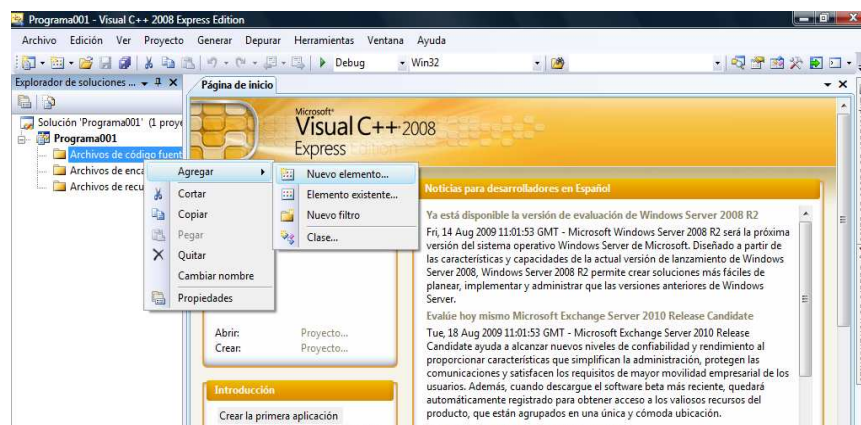 Programa001 - Visual C++ 2008 Express Edition
Archivo Edición Ver Proyecto Generar Depurar Herramientas Ventana Ayuda
Debug Win32
Explorador de soluciones ...
Página de inicio
Solución 'Programa001' (1 proye
Programa001
Archivos de código fuent
Archivos de enca
Archivos de recu
Agregar
Cortar
Copiar
Pegar
Quitar
Cambiar nombre
Propiedades
Nuevo elemento...
Elemento existente...
Nuevo filtro
Clase...
Microsoft
Visual C++ 2008
Express Edition
Abrir: Proyecto...
Crear: Proyecto...
Introducción
Crear la primera aplicación
Noticias para desarrolladores en Español
Ya está disponible la versión de evaluación de Windows Server 2008 R2
Fri, 14 Aug 2009 11:01:53 GMT - Microsoft Windows Server 2008 R2 será la próxima
versión del sistema operativo Windows Server de Microsoft. Diseñado a partir de
las características y capacidades de la actual versión de lanzamiento de Windows
Server 2008, Windows Server 2008 R2 permite crear soluciones más fáciles de
planear, implementar y administrar que las versiones anteriores de Windows
Server.
Evalúe hoy mismo Microsoft Exchange Server 2010 Release Candidate
Tue, 18 Aug 2009 11:01:53 GMT - Microsoft Exchange Server 2010 Release
Candidate ayuda a alcanzar nuevos niveles de confiabilidad y rendimiento al
proporcionar características que simplifican la administración, protegen las
comunicaciones y satisfacen los requisitos de mayor movilidad empresarial de los
usuarios. Además, cuando descargue el software beta más reciente, quedará
automáticamente registrado para obtener acceso a los valiosos recursos del
producto, que están agrupados en una única y cómoda ubicación.